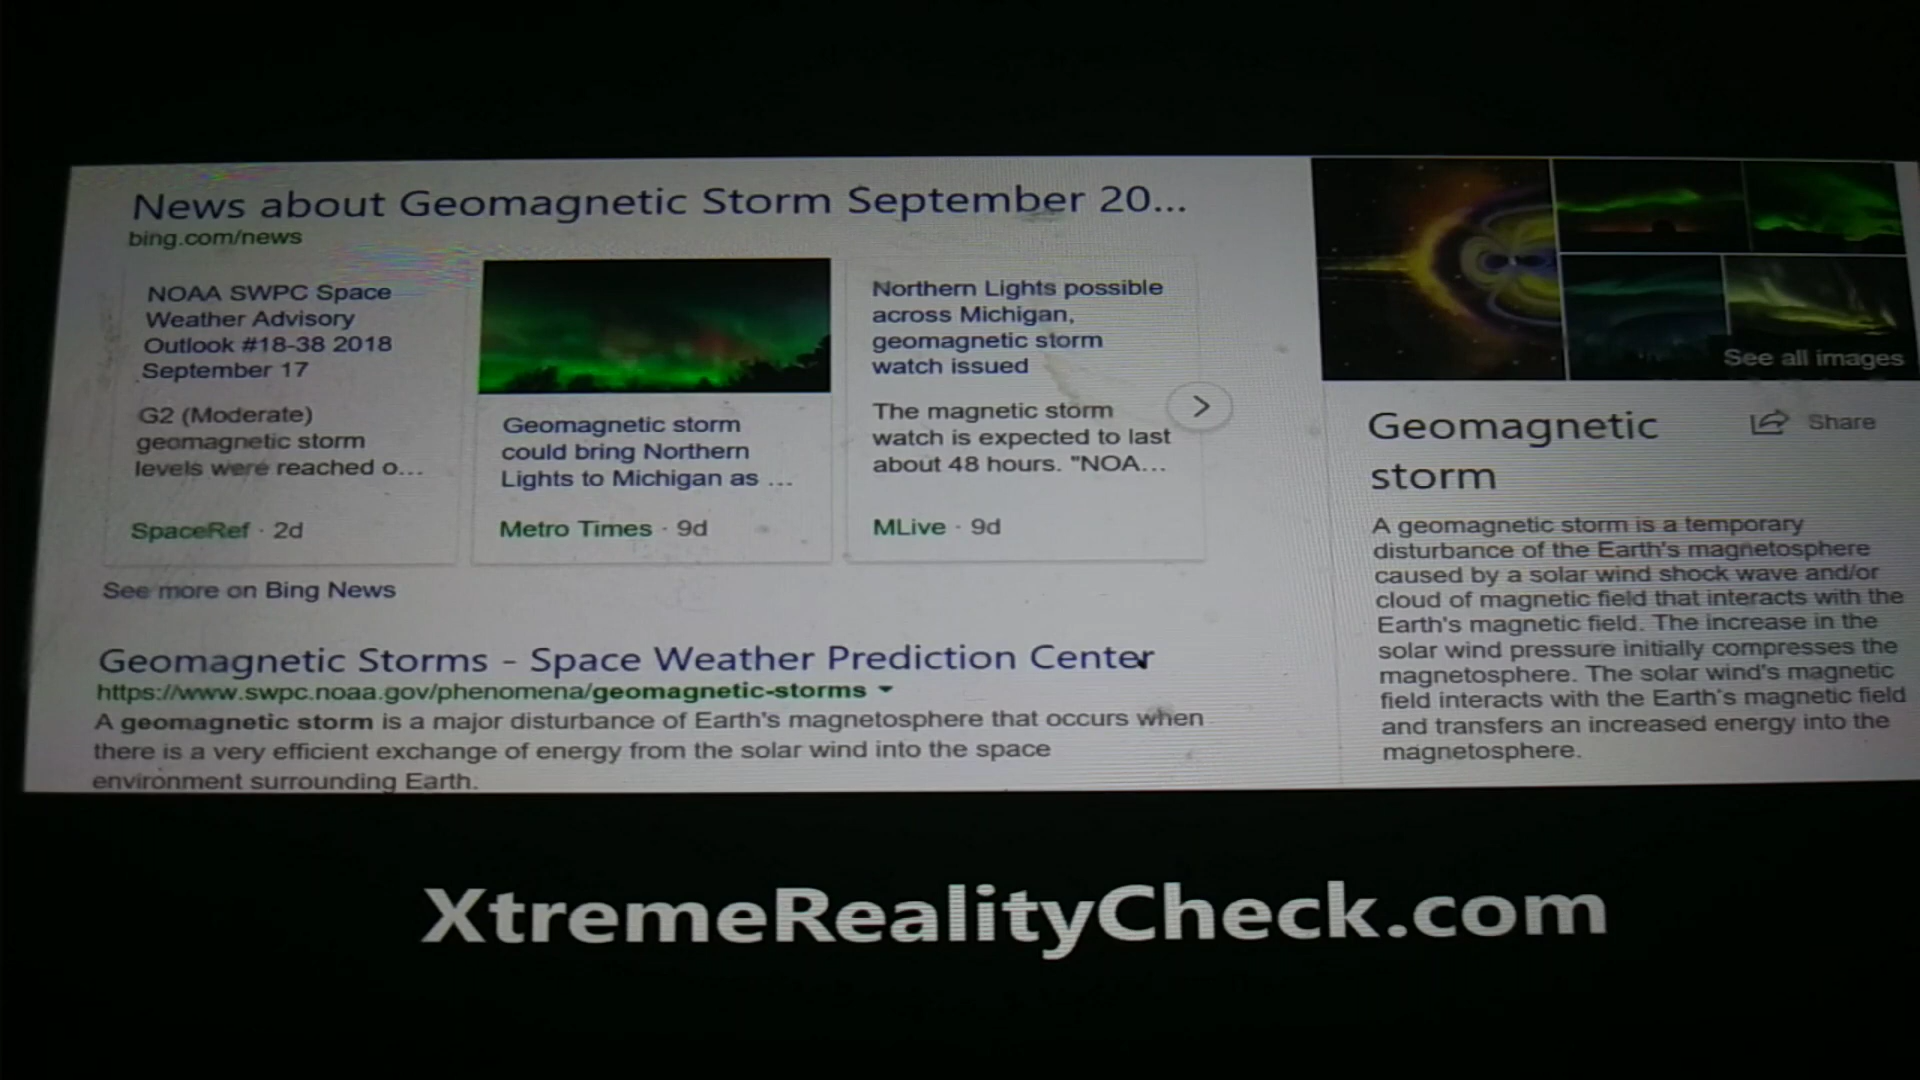 News about Geomagnetic Storm September 20...
bing.com/news
NOAA SWPC Space
Weather Advisory
Outlook #18-38 2018
September 17
G2 (Moderate)
geomagnetic storm
levels were reached o...
SpaceRef · 2d
Geomagnetic storm
could bring Northern
Lights to Michigan as ...
Metro Times · 9d
Northern Lights possible
across Michigan,
geomagnetic storm
watch issued
The magnetic storm
watch is expected to last
about 48 hours. "NOA...
MLive · 9d
See more on Bing News
Geomagnetic Storms - Space Weather Prediction Center
https://www.swpc.noaa.gov/phenomena/geomagnetic-storms
A geomagnetic storm is a major disturbance of Earth's magnetosphere that occurs when
there is a very efficient exchange of energy from the solar wind into the space
environment surrounding Earth.
See all images
Geomagnetic
storm
Share
A geomagnetic storm is a temporary
disturbance of the Earth's magnetosphere
caused by a solar wind shock wave and/or
cloud of magnetic field that interacts with the
Earth's magnetic field. The increase in the
solar wind pressure initially compresses the
magnetosphere. The solar wind's magnetic
field interacts with the Earth's magnetic field
and transfers an increased energy into the
magnetosphere.
XtremeRealityCheck.com